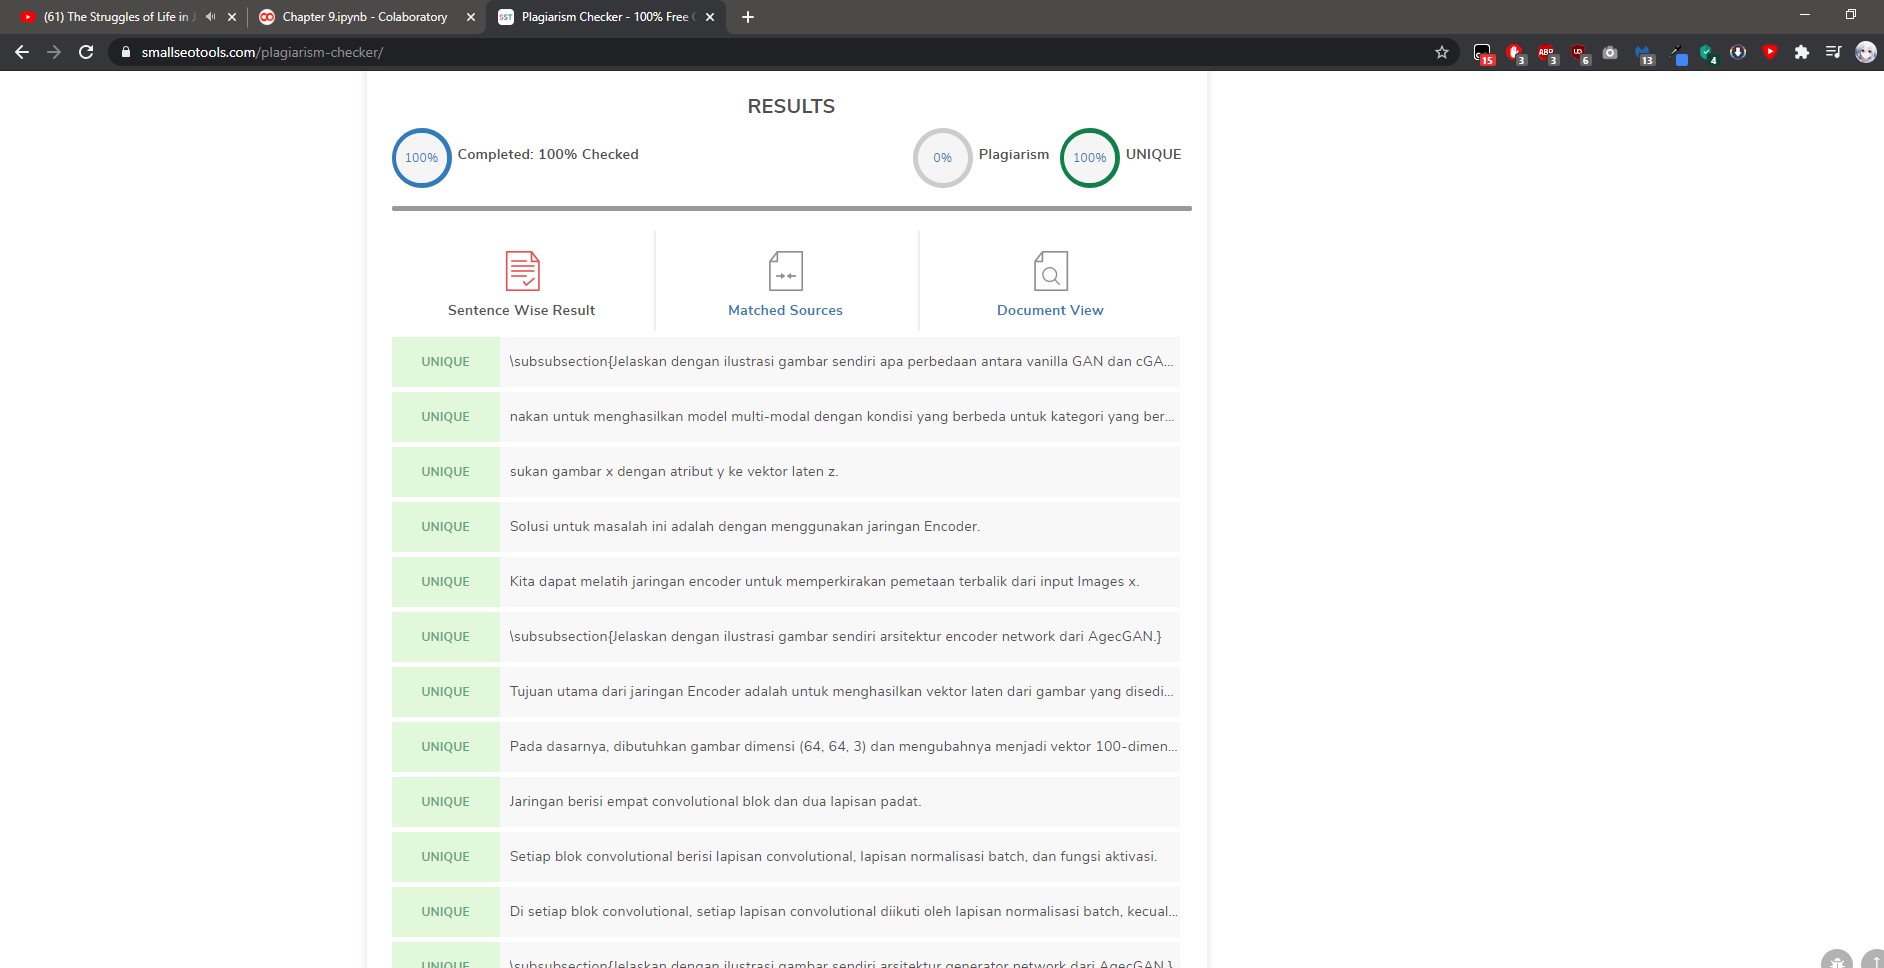 (61) The Struggles of Life in J
Chapter 9.ipynb - Colaboratory
SST
Plagiarism Checker - 100% Free
smallseotools.com/plagiarism-checker/
15
3
ABP
3
6
13
4
RESULTS
100%
Completed: 100% Checked
0%
Plagiarism
100%
UNIQUE
Sentence Wise Result
Matched Sources
Document View
UNIQUE \subsubsection{Jelaskan dengan ilustrasi gambar sendiri apa perbedaan antara vanilla GAN dan cGA...
UNIQUE nakan untuk menghasilkan model multi-modal dengan kondisi yang berbeda untuk kategori yang ber...
UNIQUE sukan gambar x dengan atribut y ke vektor laten z.
UNIQUE Solusi untuk masalah ini adalah dengan menggunakan jaringan Encoder.
UNIQUE Kita dapat melatih jaringan encoder untuk memperkirakan pemetaan terbalik dari input Images x.
UNIQUE \subsubsection{Jelaskan dengan ilustrasi gambar sendiri arsitektur encoder network dari AgecGAN.}
UNIQUE Tujuan utama dari jaringan Encoder adalah untuk menghasilkan vektor laten dari gambar yang disedi...
UNIQUE Pada dasarnya, dibutuhkan gambar dimensi (64, 64, 3) dan mengubahnya menjadi vektor 100-dimen...
UNIQUE Jaringan berisi empat convolutional blok dan dua lapisan padat.
UNIQUE Setiap blok convolutional berisi lapisan convolutional, lapisan normalisasi batch, dan fungsi aktivasi.
UNIQUE Di setiap blok convolutional, setiap lapisan convolutional diikuti oleh lapisan normalisasi batch, kecual...
UNIQUE \subsubsection{Jelaskan dengan ilustrasi gambar sendiri arsitektur generator network dari AgecGAN.}